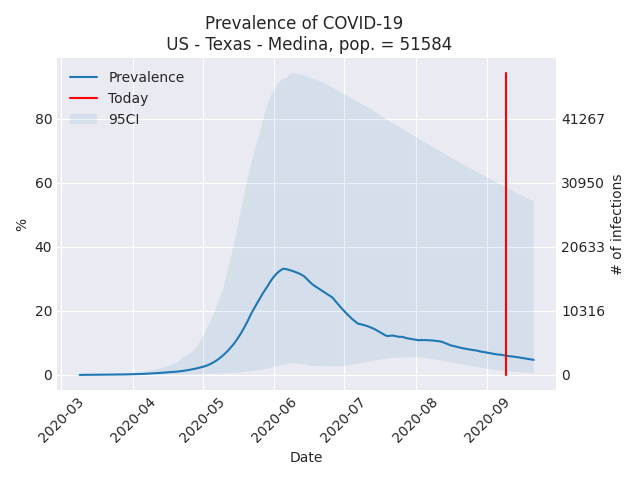 Prevalence of COVID-19
US - Texas - Medina, pop. = 51584
Prevalence
Today
95CI
80
60
40
20
0
%
41267
30950
20633
10316
0
# of infections
2020-03
2020-04
2020-05
2020-06
2020-07
2020-08
2020-09
Date